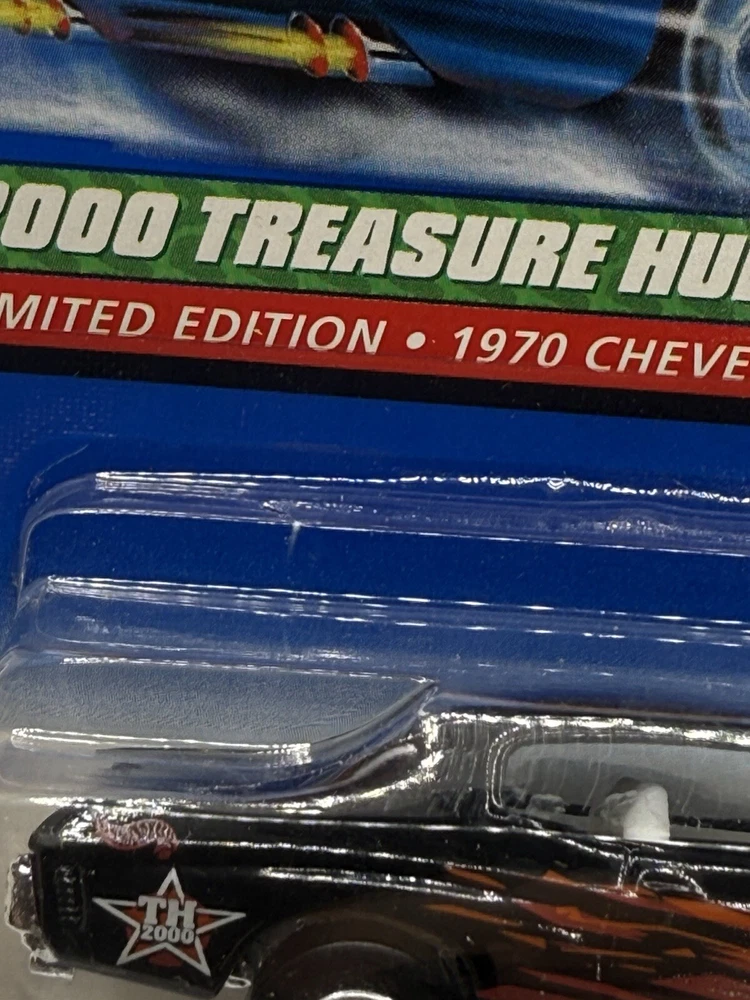 2000 TREASURE HU
MITED EDITION • 1970 CHEVE
TH
2000